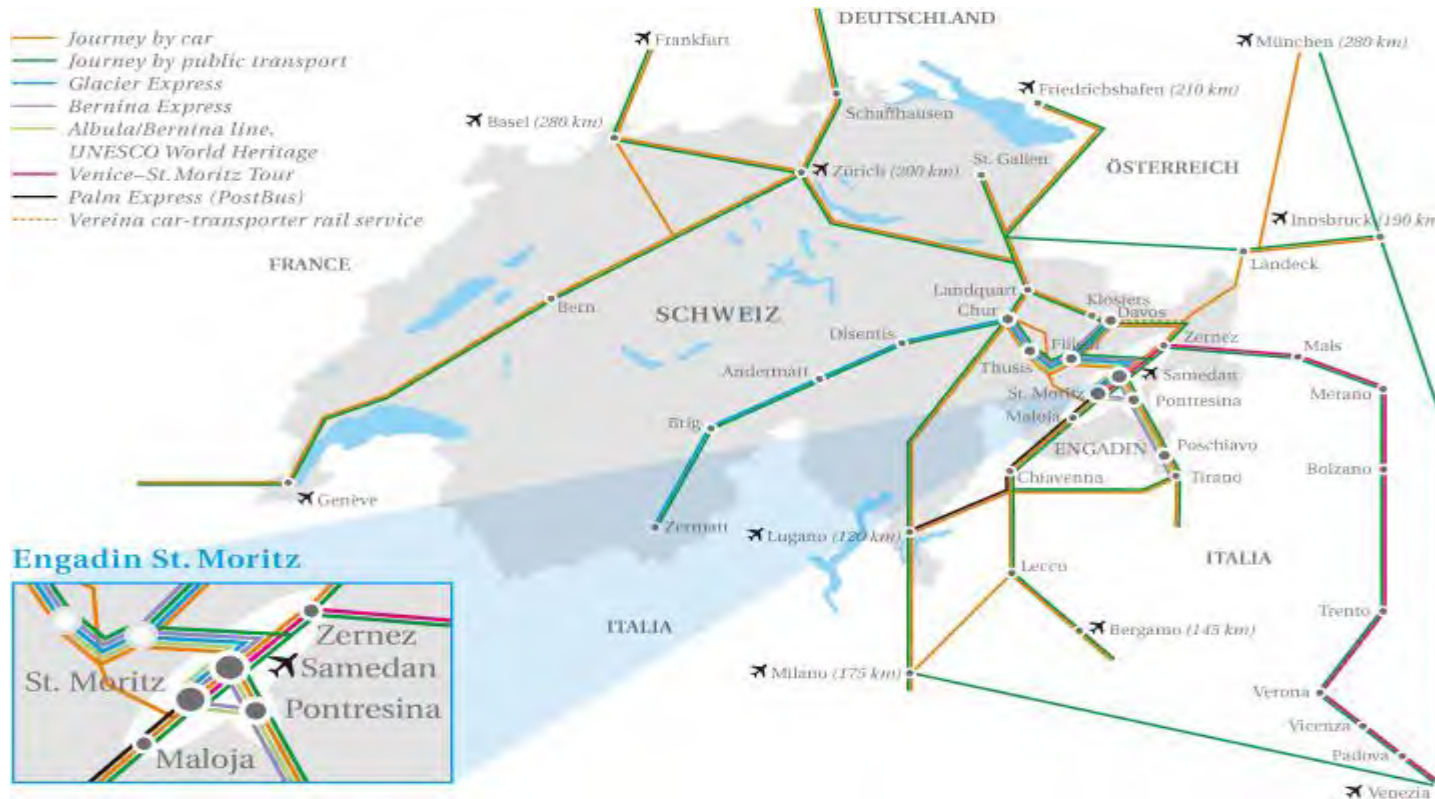 Journey by car
Journey by public transport
Glacier Express
Bernina Express
Albula/Bernina line,
UNESCO World Heritage
Venice–St. Moritz Tour
Palm Express (PostBus)
Vereina car-transporter rail service
DEUTSCHLAND
Frankfurt
München (280 km)
Basel (280 km)
Schaffhausen
Friedrichshafen (210 km)
St. Gallen
Zürich (200 km)
ÖSTERREICH
Innsbruck (190 km
Landeck
FRANCE
Bern
SCHWEIZ
Landquart
Klosters
Chur
Davos
Disentis
Filisur
Zernez
Mals
Thusis
Andermatt
Samedan
St. Moritz
Pontresina
Merano
Maloja
Brig
ENGADIN
Poschiavo
Bolzano
Chiavenna
Tirano
Genève
Zermatt
Lugano (120 km)
Lecco
ITALIA
ITALIA
Trento
Bergamo (145 km)
Milano (175 km)
Verona
Vicenza
Padova
Venezia
Engadin St. Moritz
Zernez
Samedan
St. Moritz
Pontresina
Maloja